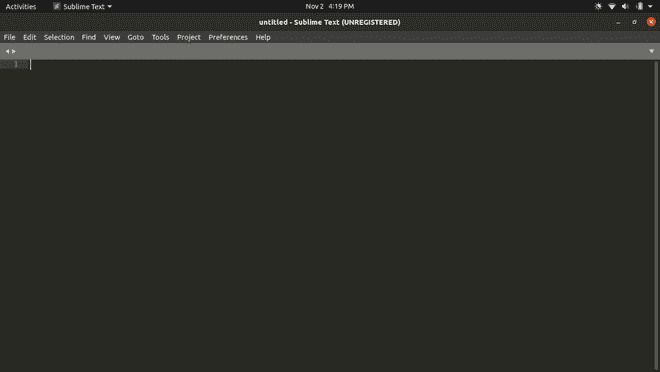 Activities Sublime Text Nov 2 4:19 PM
untitled - Sublime Text (UNREGISTERED)
File Edit Selection Find View Goto Tools Project Preferences Help
1